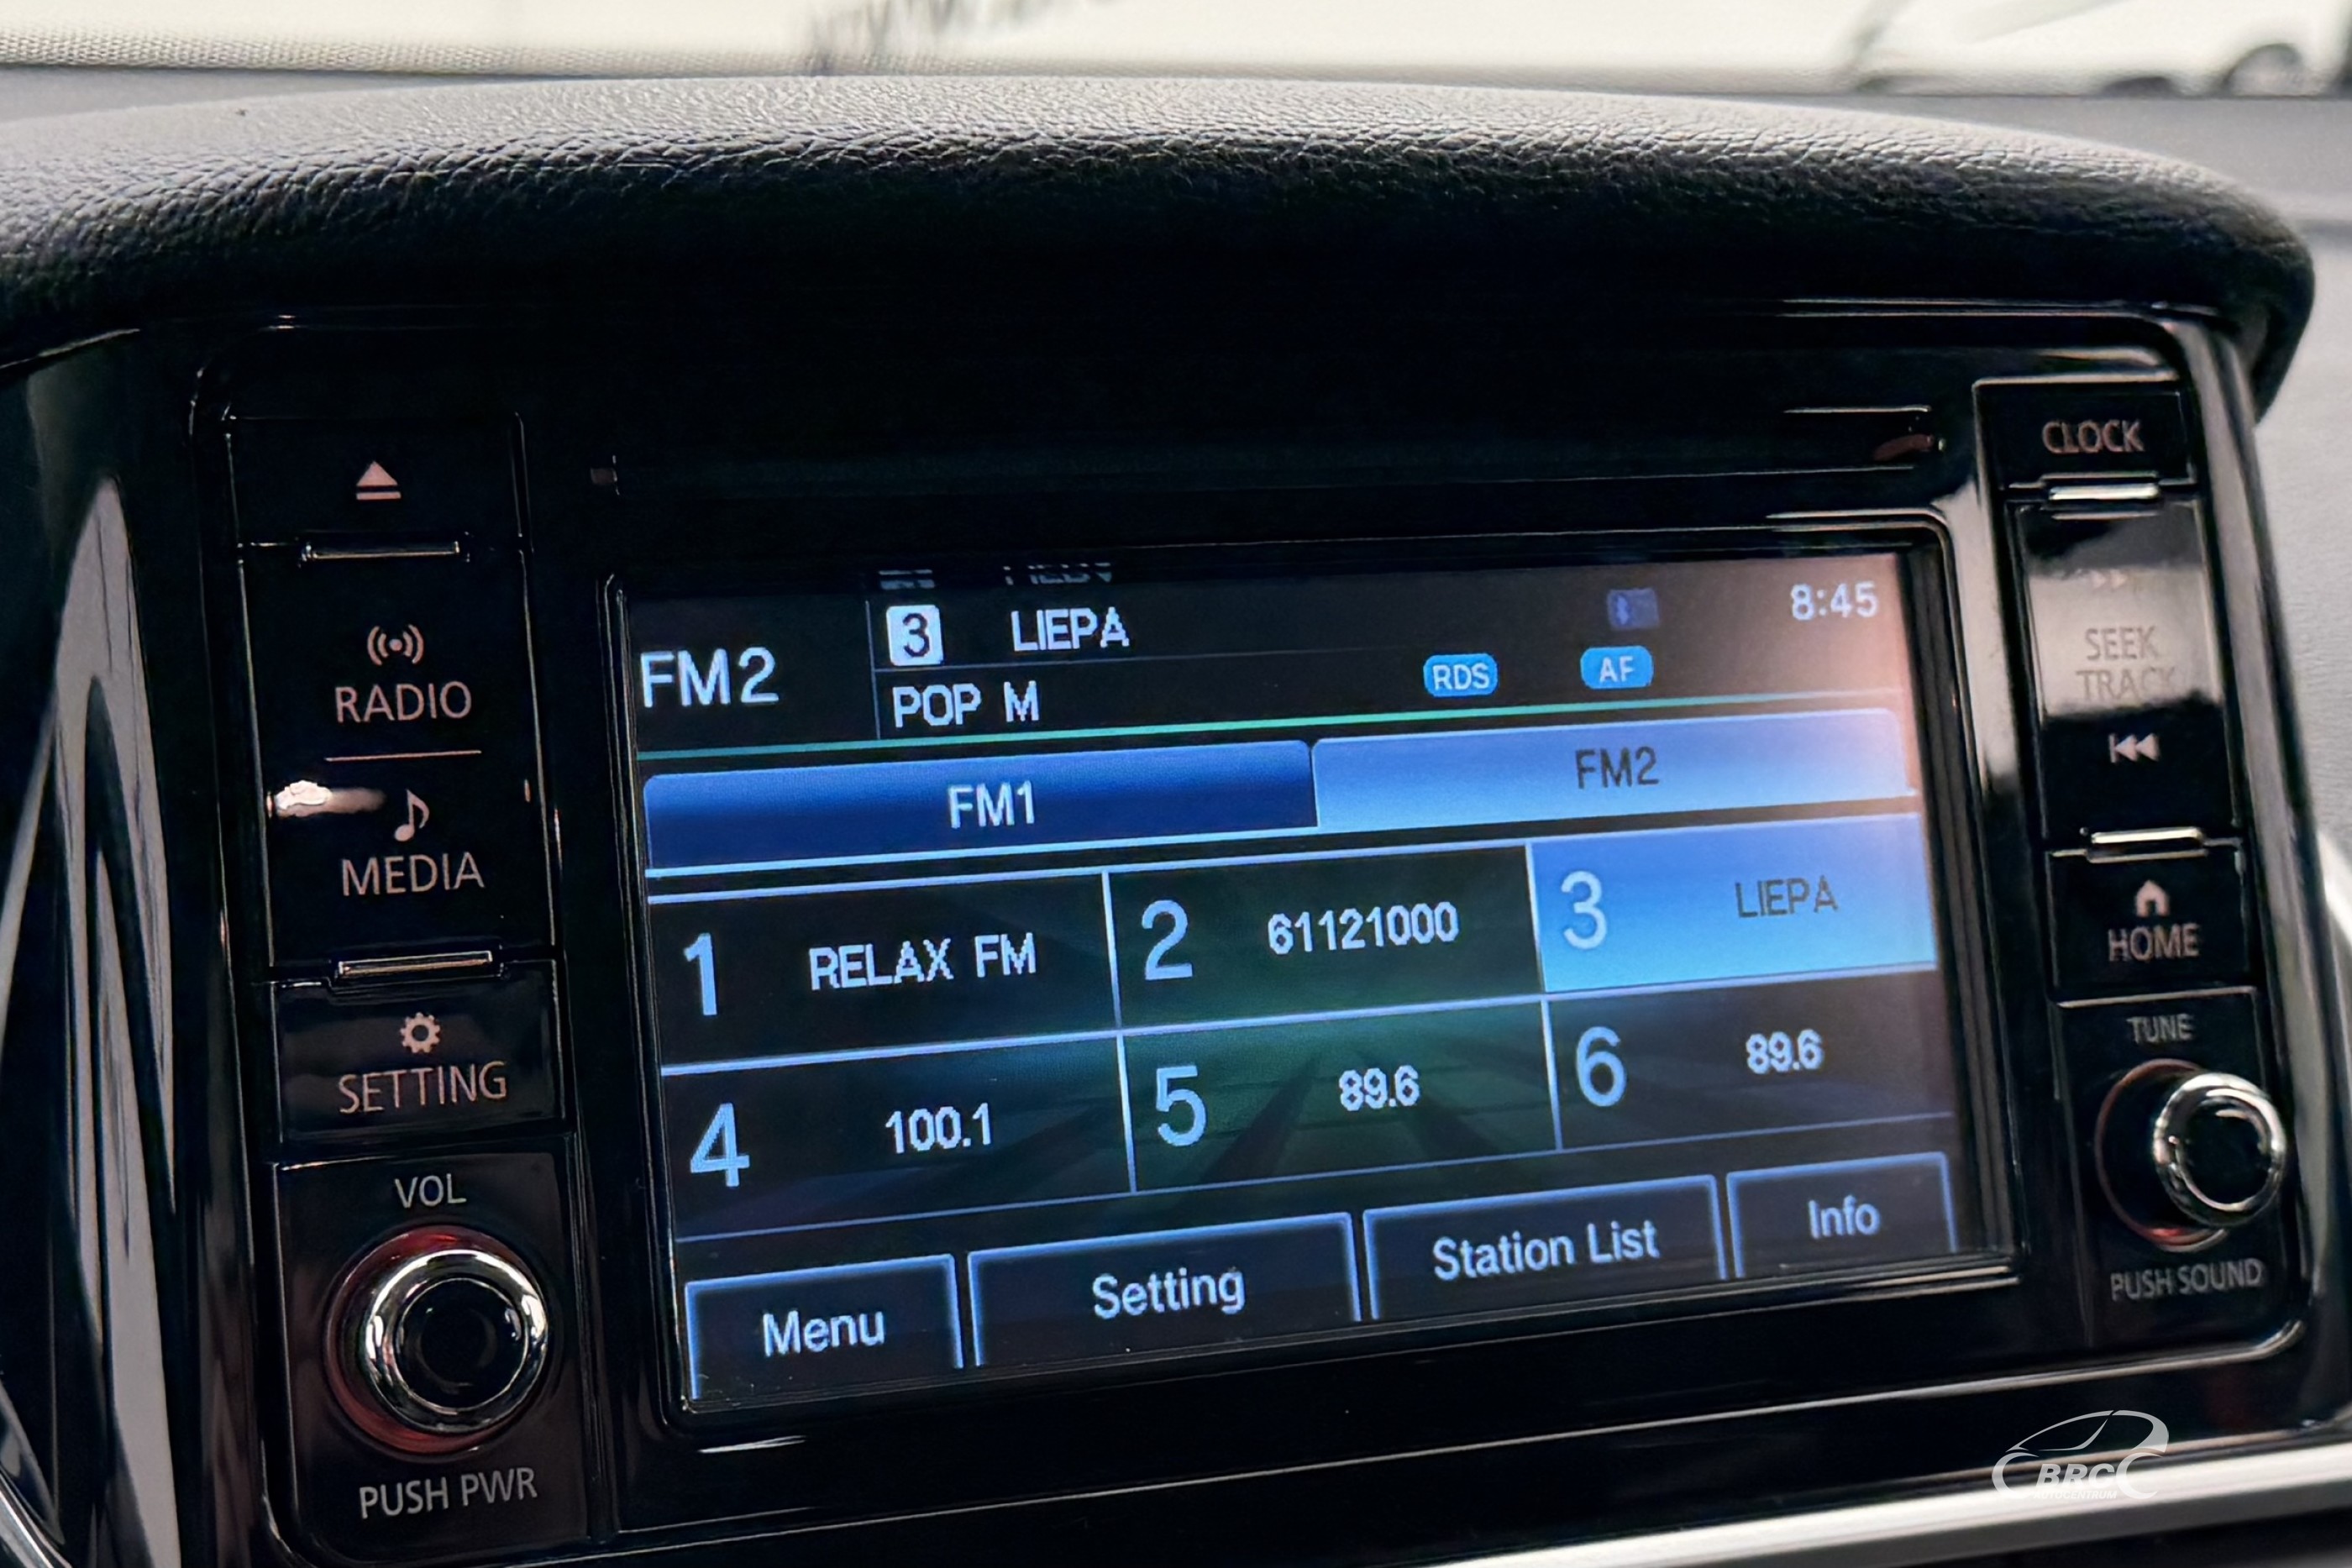 CLOCK
RADIO
MEDIA
SETTING
VOL
PUSH PWR
3 LIEPA
8:45
FM2
POP M
RDS
AF
FM1
FM2
1 RELAX FM
2 61121000
3 LIEPA
4 100.1
5 89.6
6 89.6
Menu
Setting
Station List
Info
SEEK
TRACK
HOME
TUNE
PUSH SOUND
BRC
AUTOCENTRUM